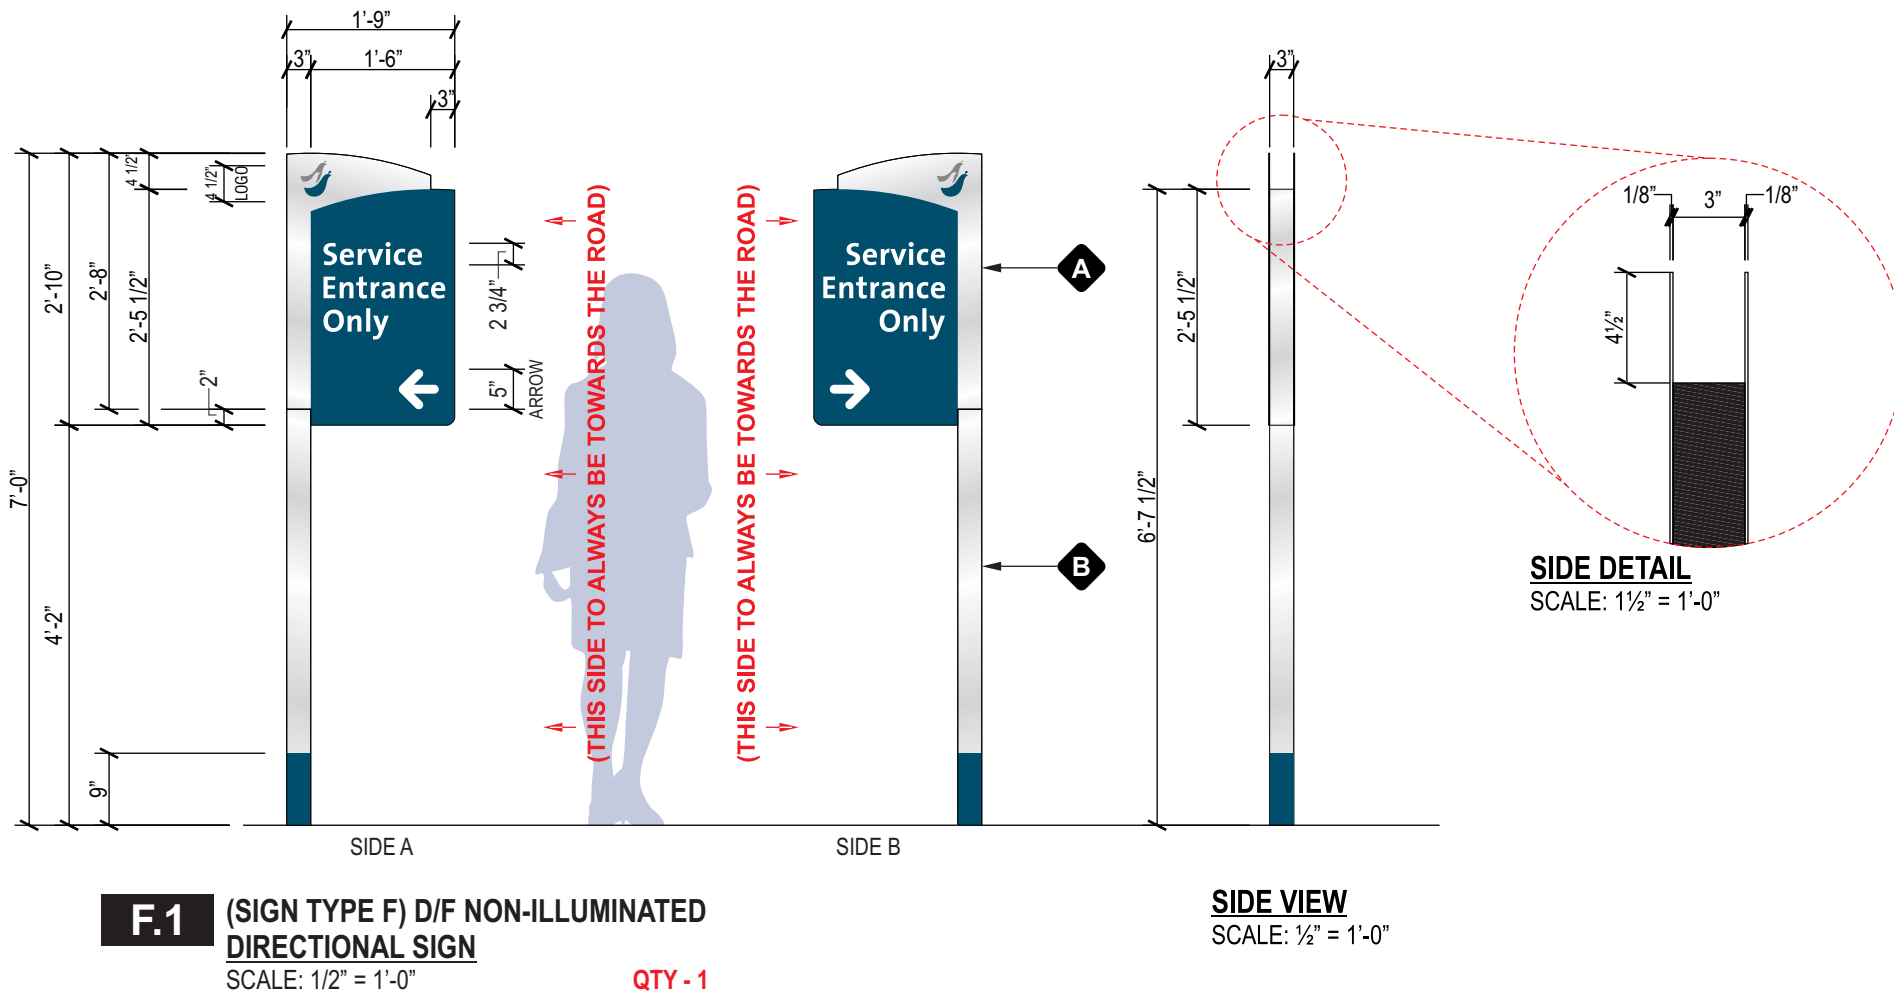 1’-9”
3”
1’-6”
3”
4 1/2”
4 1/2”
LOGO
2’-10”
2’-8”
2’-5 1/2”
2”
7’-0”
4’-2”
9”
Service
Entrance
Only
2 3/4”
5”
ARROW
(THIS SIDE TO ALWAYS BE TOWARDS THE ROAD)
(THIS SIDE TO ALWAYS BE TOWARDS THE ROAD)
Service
Entrance
Only
A
B
3”
2’-5 1/2”
6’-7 1/2”
1/8”
3”
1/8”
4½”
SIDE DETAIL
SCALE: 1½” = 1’-0”
SIDE A
SIDE B
F.1
(SIGN TYPE F) D/F NON-ILLUMINATED
DIRECTIONAL SIGN
SCALE: 1/2” = 1’-0”
QTY - 1
SIDE VIEW
SCALE: ½” = 1’-0”